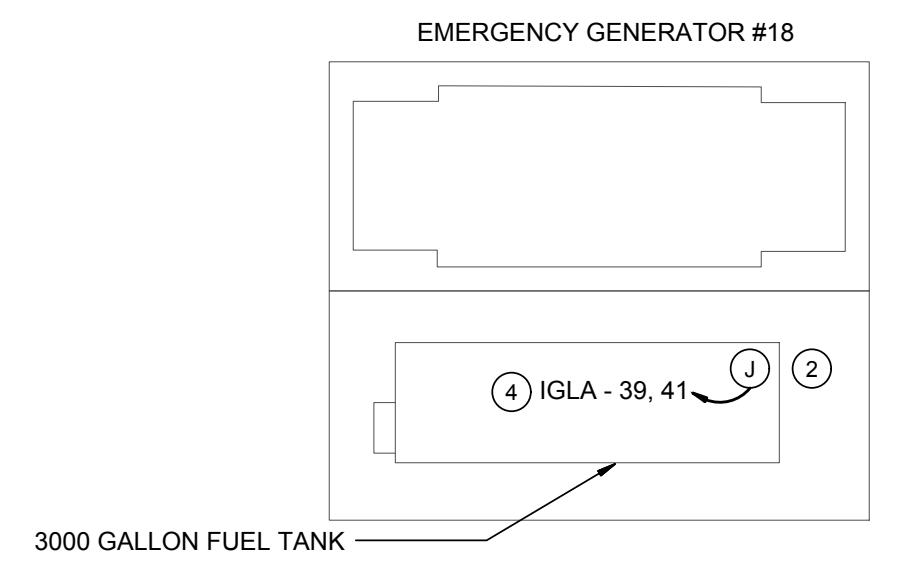 EMERGENCY GENERATOR #18
J
2
4 IGLA - 39, 41
3000 GALLON FUEL TANK